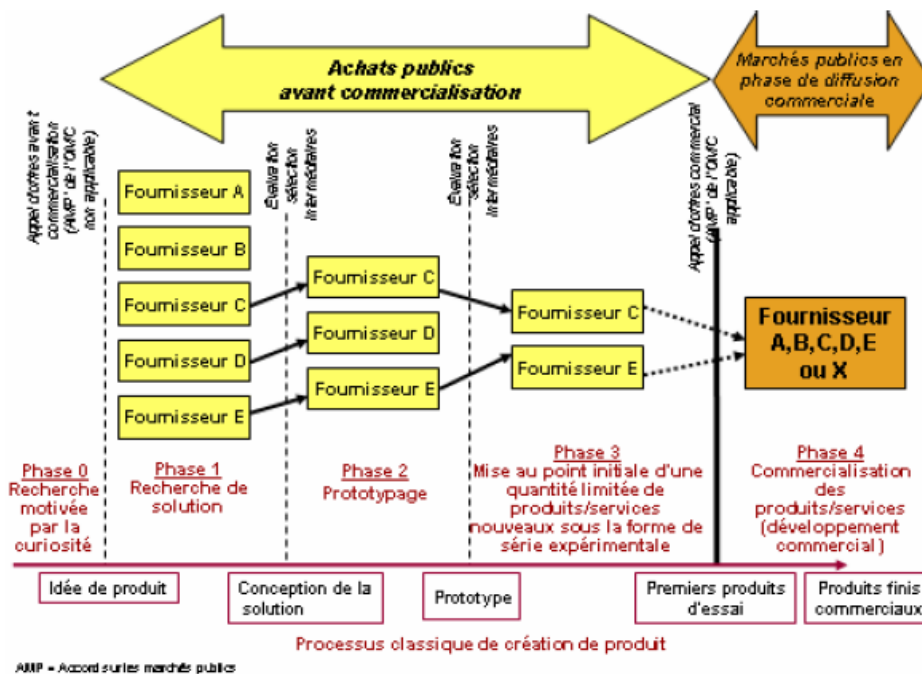 Achats publics
avant commercialisation
Marchés publics en
phase de diffusion
commerciale
Appel d'offres avant
commercialisation
(AMP* de l'OMC
non applicable)
Évaluation
sélection
intermédiaires
Évaluation
sélection
intermédiaires
Appel d'offres commercial
(AMP* de l'OMC
applicable)
Fournisseur A
Fournisseur B
Fournisseur C
Fournisseur D
Fournisseur E
Fournisseur C
Fournisseur D
Fournisseur E
Fournisseur C
Fournisseur E
Fournisseur
A,B,C,D,E
ou X
Phase 0
Recherche
motivée
par la
curiosité
Phase 1
Recherche de
solution
Phase 2
Prototypage
Phase 3
Mise au point initiale d'une
quantité limitée de
produits/services
nouveaux sous la forme de
série expérimentale
Phase 4
Commercialisation
des
produits/services
(développement
commercial)
Idée de produit
Conception de la
solution
Prototype
Premiers produits
d'essai
Produits finis
commerciaux
Processus classique de création de produit
AMP = Accord sur les marchés publics